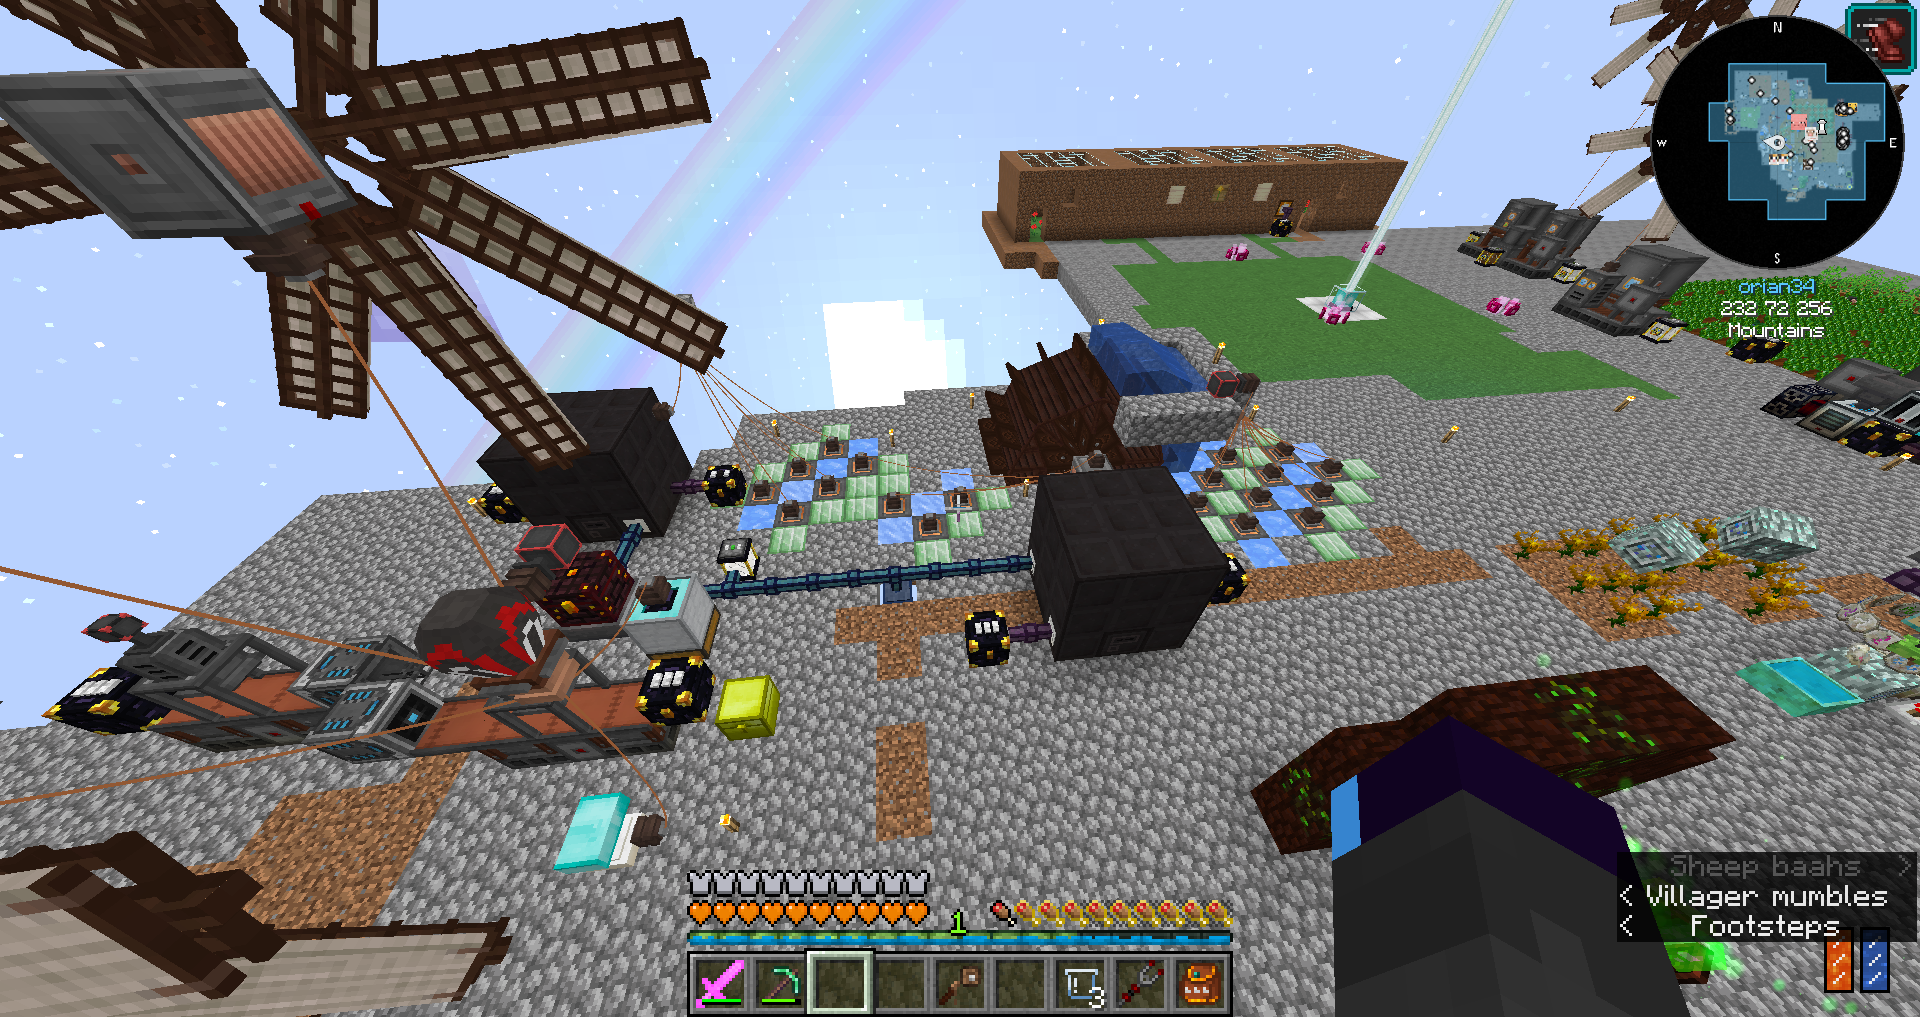 N
W
E
S
orian34
232 72 256
Mountains
Sheep baahs >
< Villager mumbles
< Footsteps
1
3